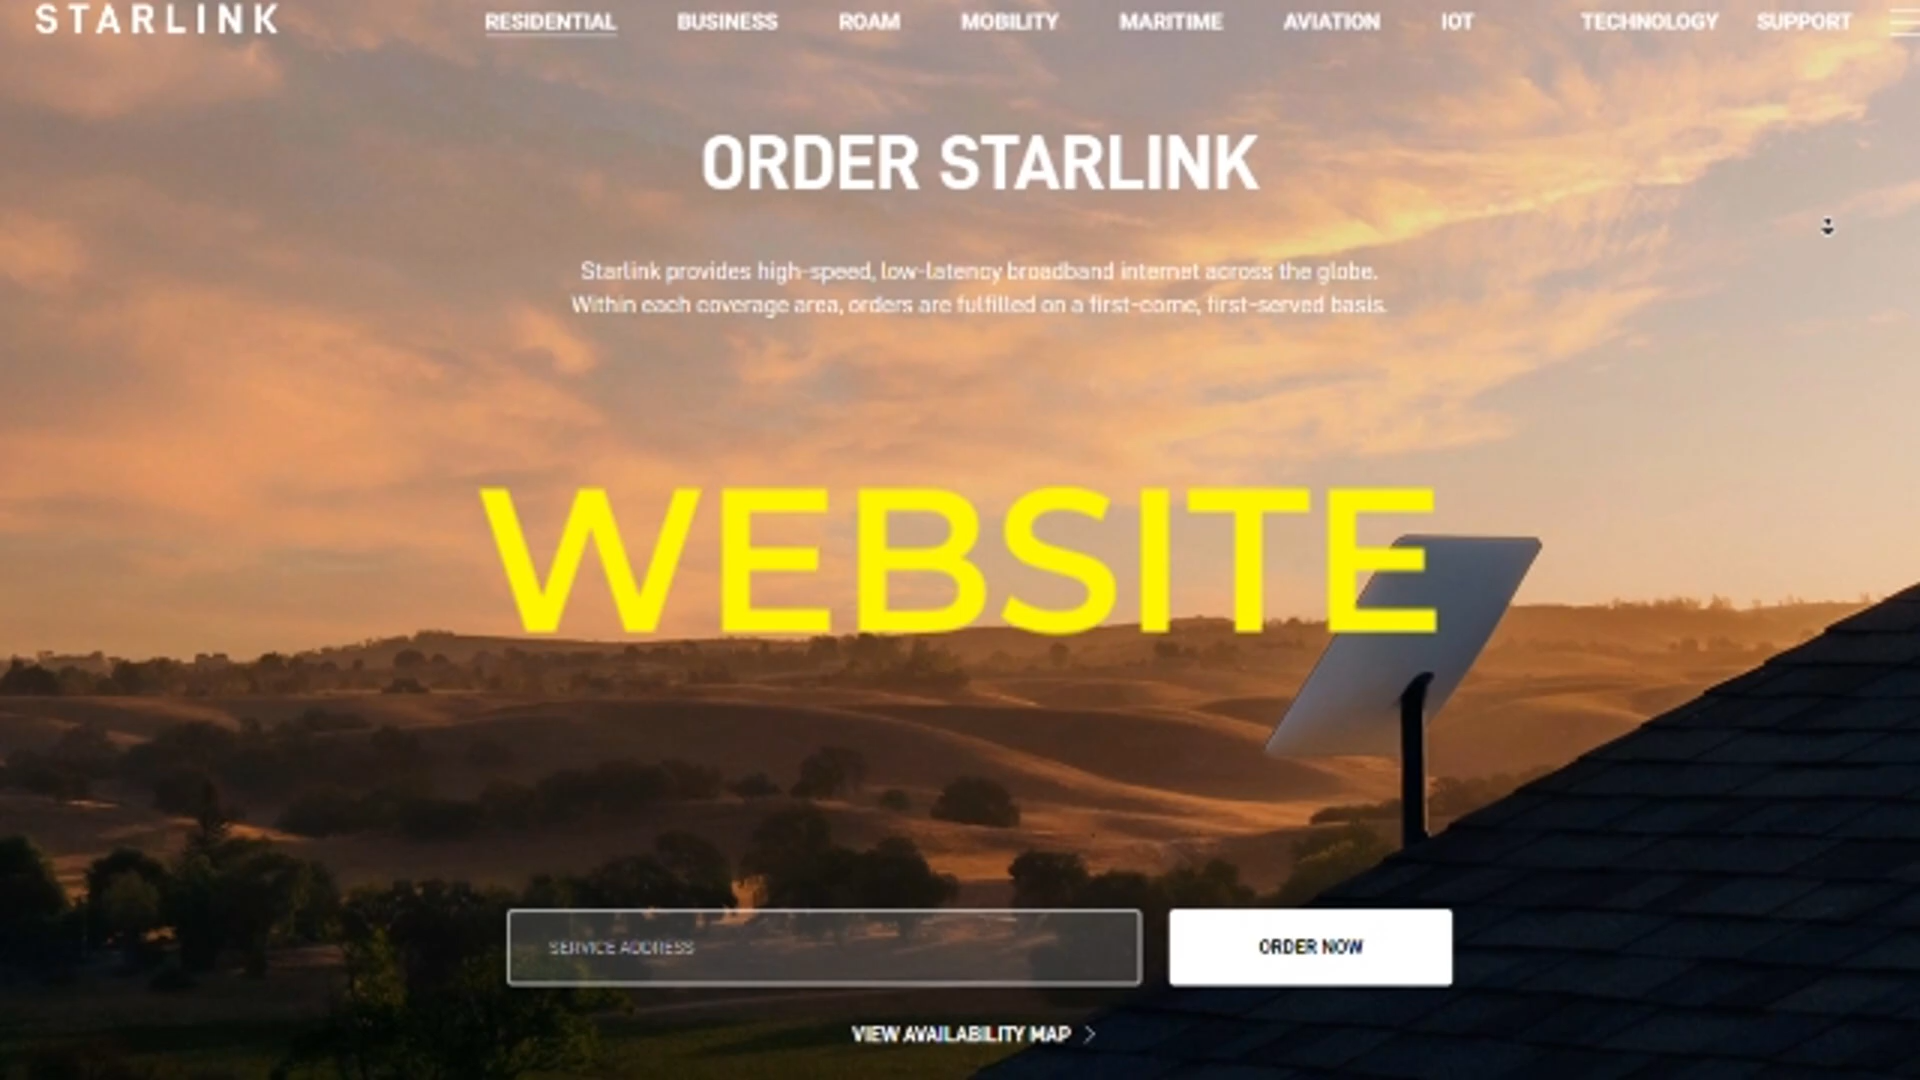 STARLINK
RESIDENTIAL BUSINESS ROAM MOBILITY MARITIME AVIATION IOT TECHNOLOGY SUPPORT
ORDER STARLINK
Starlink provides high-speed, low-latency broadband internet across the globe.
Within each coverage area, orders are fulfilled on a first-come, first-served basis.
WEBSITE
SERVICE ADDRESS
ORDER NOW
VIEW AVAILABILITY MAP